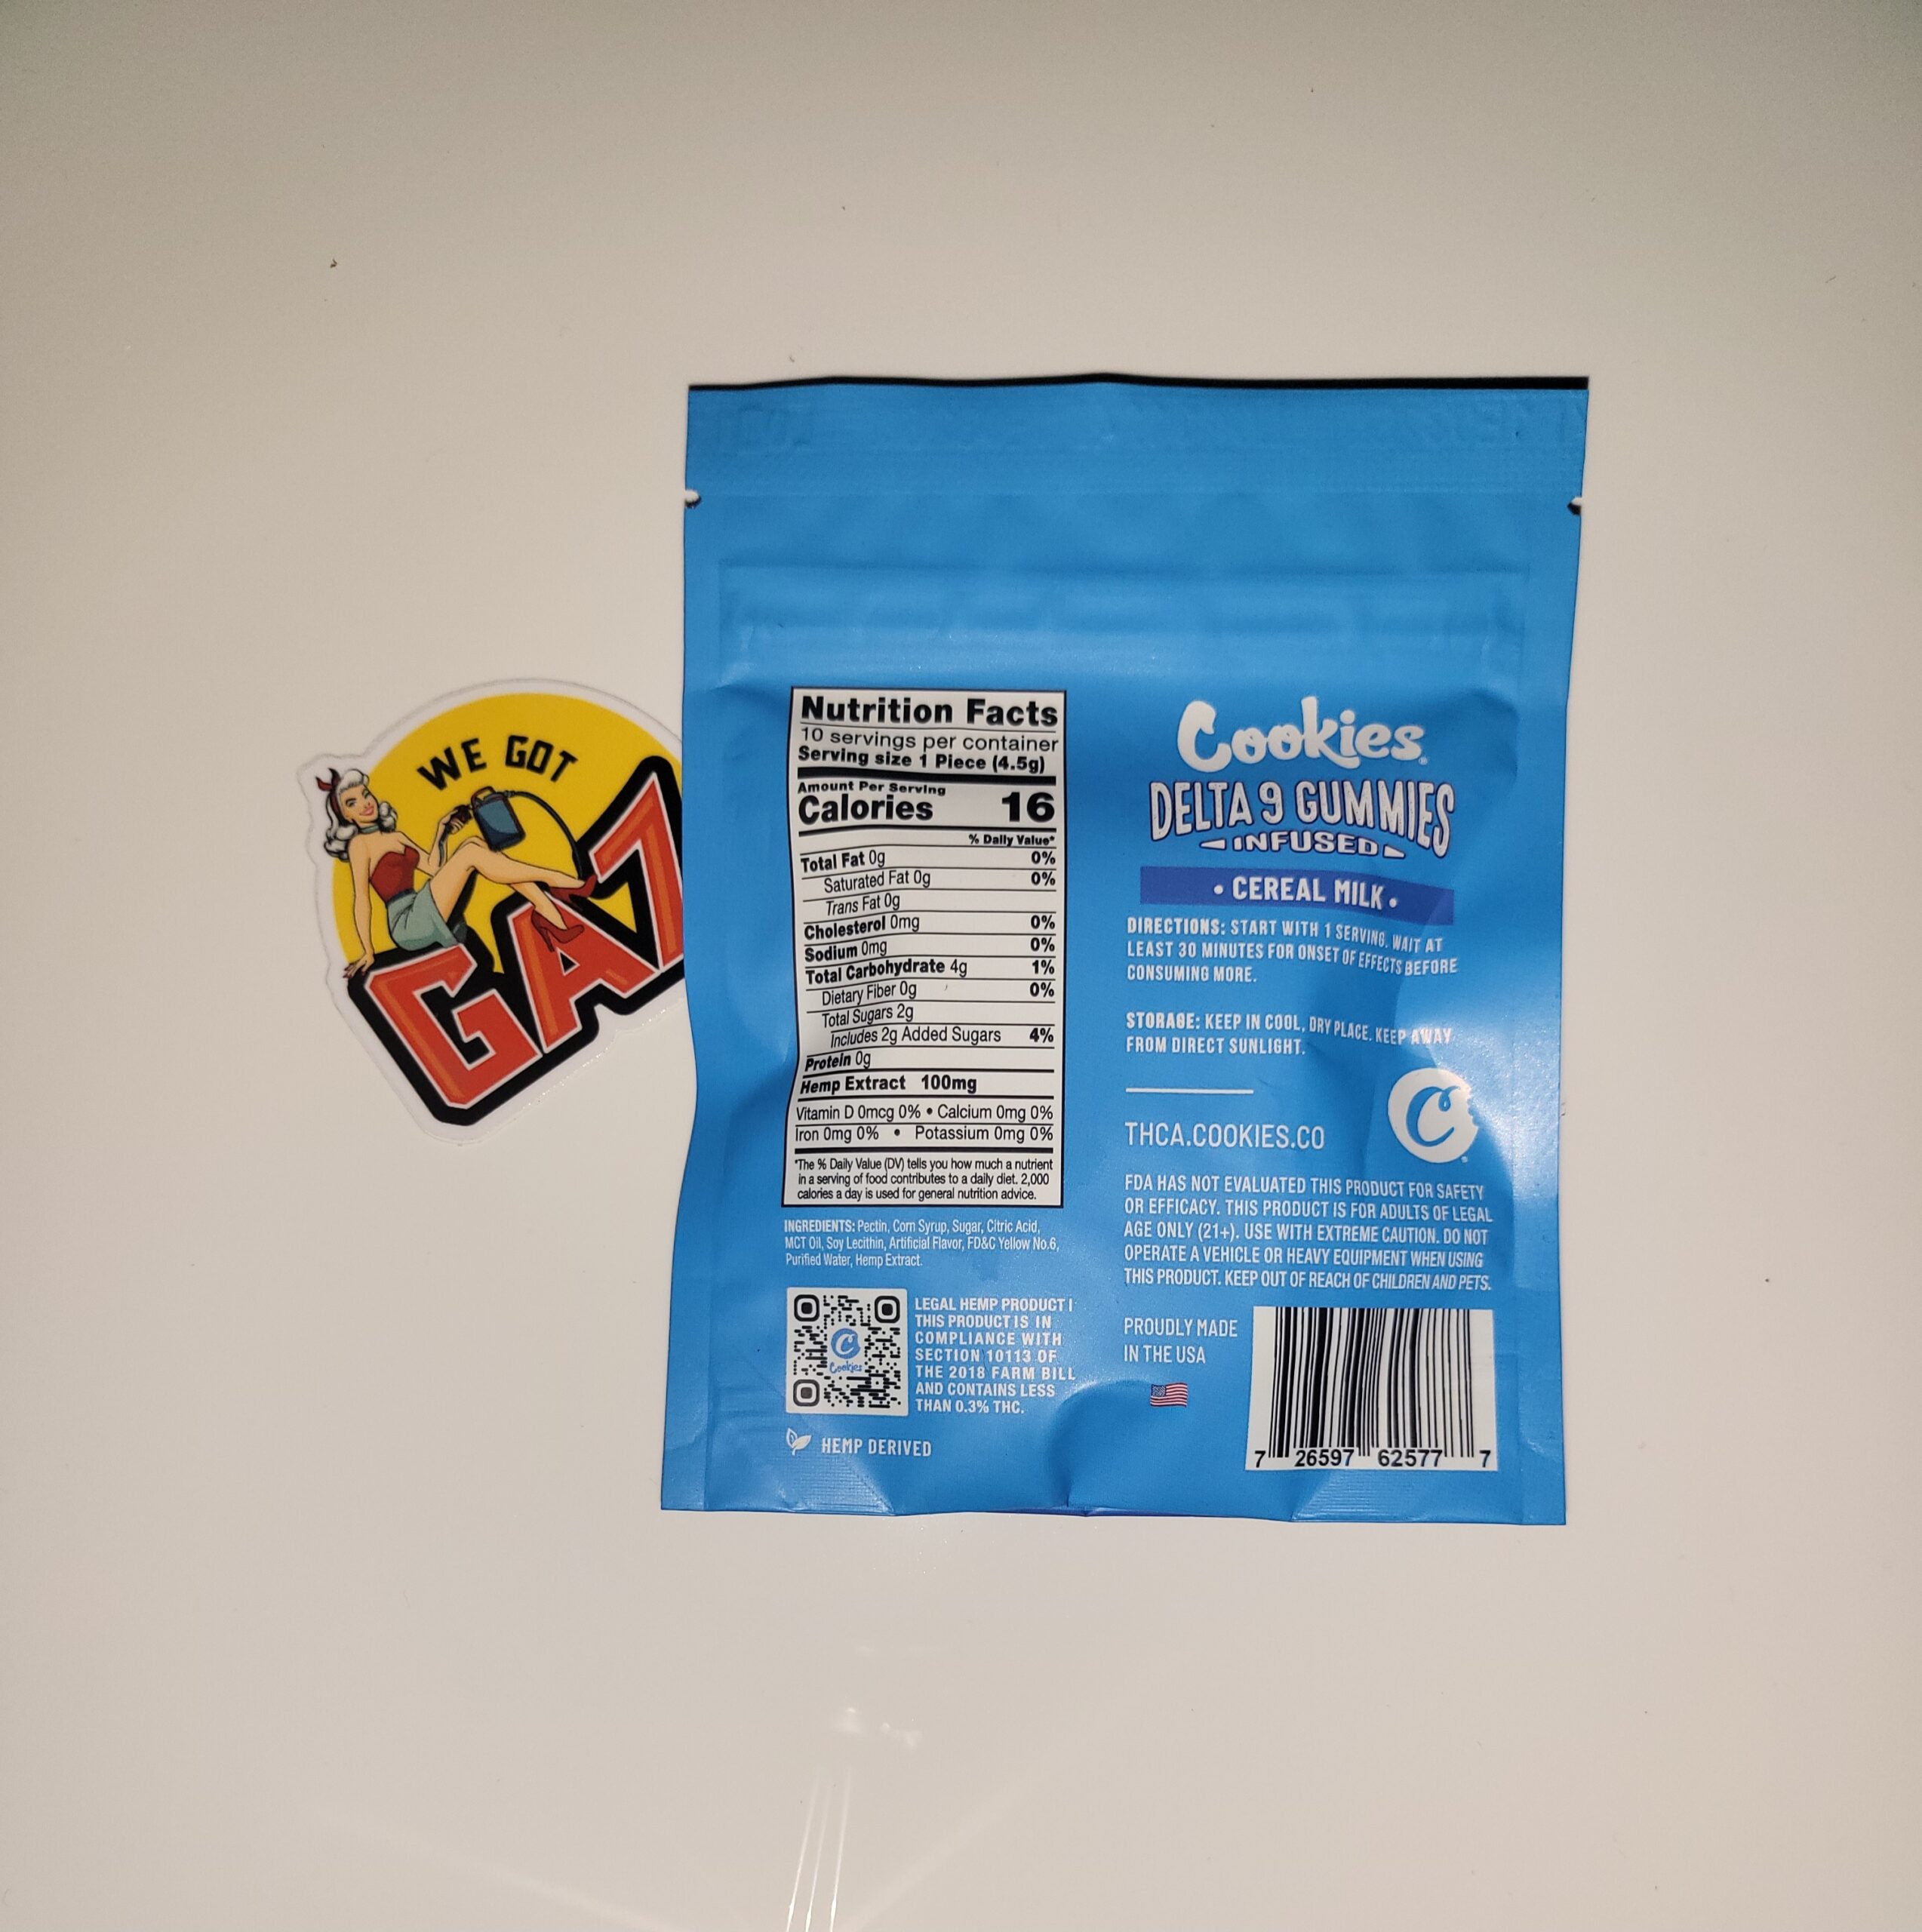 WE GOT
GA
Nutrition Facts
10 servings per container
Serving size 1 Piece (4.5g)
Amount Per Serving
Calories 16
% Daily Value*
Total Fat 0g 0%
Saturated Fat 0g 0%
Trans Fat 0g
Cholesterol 0mg 0%
Sodium 0mg 0%
Total Carbohydrate 4g 1%
Dietary Fiber 0g 0%
Total Sugars 2g
Includes 2g Added Sugars 4%
Protein 0g
Hemp Extract 100mg
Vitamin D 0mcg 0% • Calcium 0mg 0%
Iron 0mg 0% • Potassium 0mg 0%
*The % Daily Value (DV) tells you how much a nutrient
in a serving of food contributes to a daily diet. 2,000
calories a day is used for general nutrition advice.
INGREDIENTS: Pectin, Corn Syrup, Sugar, Citric Acid,
MCT Oil, Soy Lecithin, Artificial Flavor, FD&C Yellow No.6,
Purified Water, Hemp Extract.
C
Cookies
LEGAL HEMP PRODUCT I
THIS PRODUCT IS IN
COMPLIANCE WITH
SECTION 10113 OF
THE 2018 FARM BILL
AND CONTAINS LESS
THAN 0.3% THC.
HEMP DERIVED
Cookies
DELTA 9 GUMMIES
INFUSED
• CEREAL MILK •
DIRECTIONS: START WITH 1 SERVING. WAIT AT
LEAST 30 MINUTES FOR ONSET OF EFFECTS BEFORE
CONSUMING MORE.
STORAGE: KEEP IN COOL, DRY PLACE. KEEP AWAY
FROM DIRECT SUNLIGHT.
THCA.COOKIES.CO
C
FDA HAS NOT EVALUATED THIS PRODUCT FOR SAFETY
OR EFFICACY. THIS PRODUCT IS FOR ADULTS OF LEGAL
AGE ONLY (21+). USE WITH EXTREME CAUTION. DO NOT
OPERATE A VEHICLE OR HEAVY EQUIPMENT WHEN USING
THIS PRODUCT. KEEP OUT OF REACH OF CHILDREN AND PETS.
PROUDLY MADE
IN THE USA
7 26597 62577 7